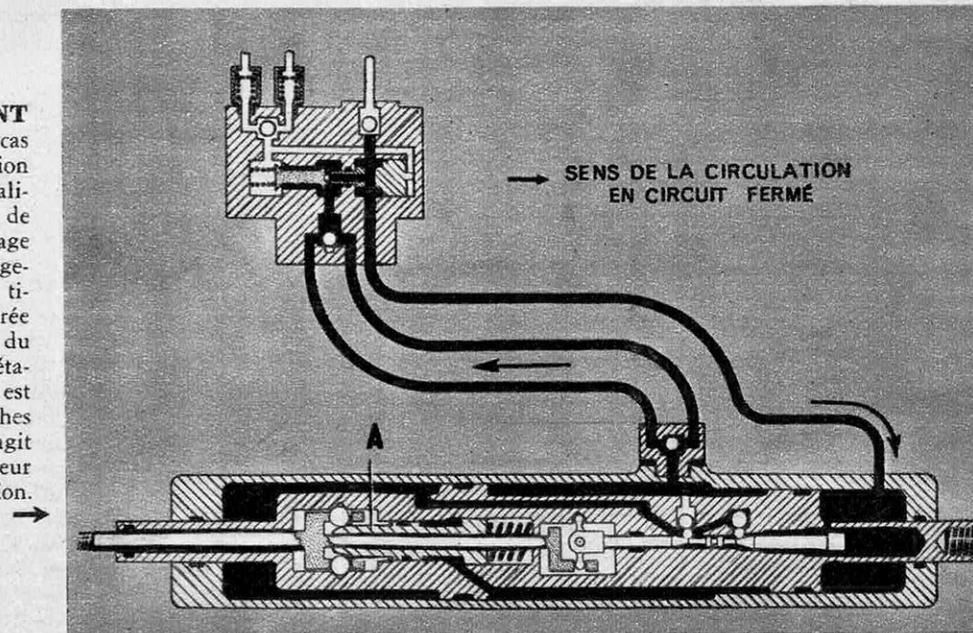 NT
cas
ion
ali-
de
age
ge-
ti-
rée
du
éta-
est
hes
agit
eur
ion.
→ SENS DE LA CIRCULATION
EN CIRCUIT FERMÉ
A